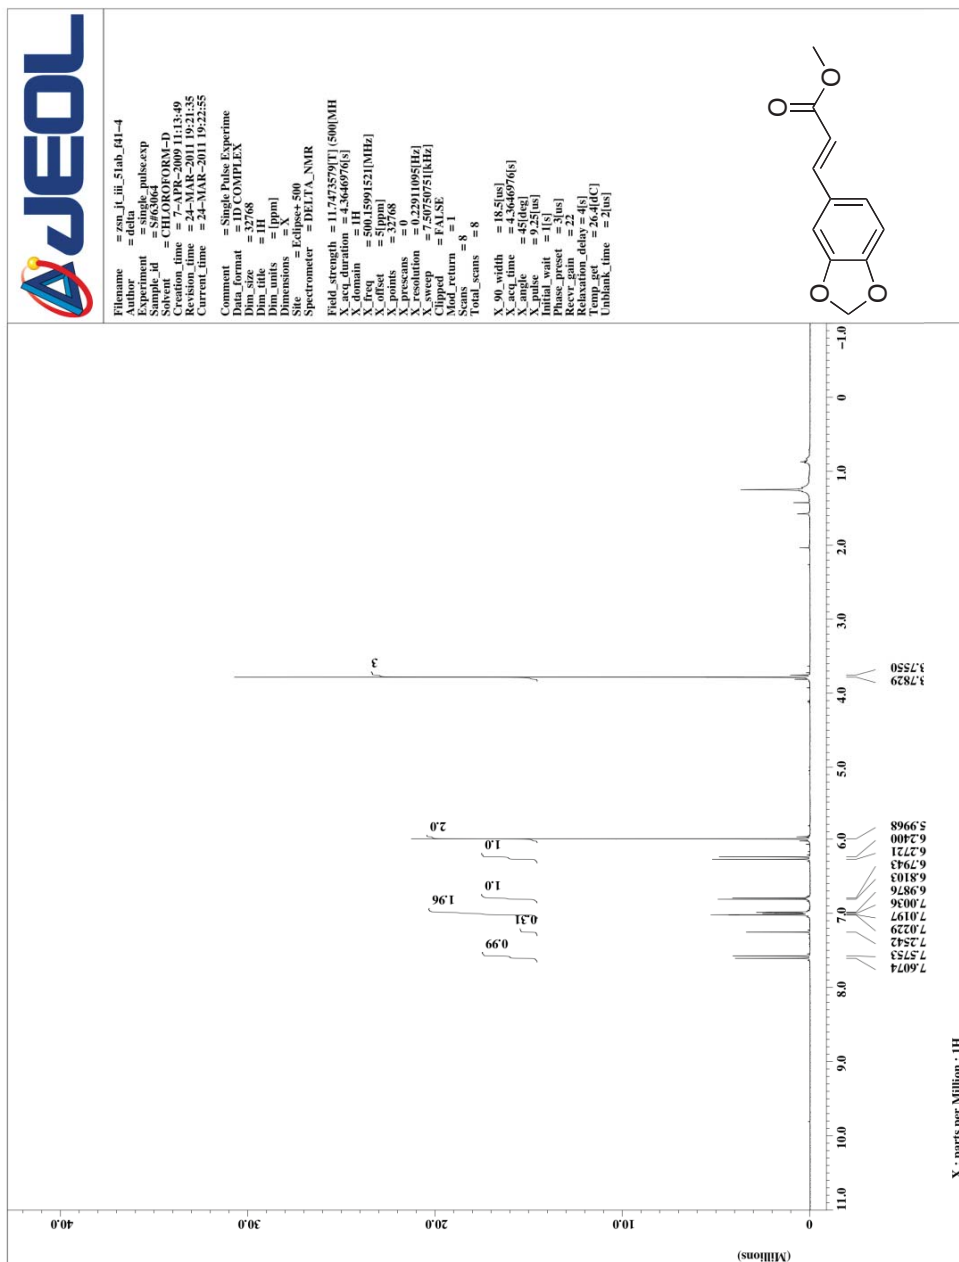 JEOL
Filename = zsn_jt_iii_51ab_f41-4
Author = delta
Experiment = single_pulse.exp
Sample_id = S#63064
Solvent = CHLOROFORM-D
Creation_time = 7-APR-2009 11:13:49
Revision_time = 24-MAR-2011 19:21:35
Current_time = 24-MAR-2011 19:22:55
Comment = Single Pulse Experime
Data_format = 1D COMPLEX
Dim_size = 32768
Dim_title = 1H
Dim_units = [ppm]
Dimensions = X
Site = Eclipse+ 500
Spectrometer = DELTA_NMR
Field_strength = 11.7473579[T] (500[MH
X_acq_duration = 4.3646976[s]
X_domain = 1H
X_freq = 500.15991521[MHz]
X_offset = 5[ppm]
X_points = 32768
X_prescans = 0
X_resolution = 0.22911095[Hz]
X_sweep = 7.50750751[kHz]
Clipped = FALSE
Mod_return = 1
Scans = 8
Total_scans = 8
X_90_width = 18.5[us]
X_acq_time = 4.3646976[s]
X_angle = 45[deg]
X_pulse = 9.25[us]
Initial_wait = 1[s]
Phase_preset = 3[us]
Recvr_gain = 22
Relaxation_delay = 4[s]
Temp_get = 26.4[dC]
Unblank_time = 2[us]
O
O
O
O
(Millions)
40.0
30.0
20.0
10.0
0
0.99
0.31
1.96
1.0
1.0
2.0
3
11.0 10.0 9.0 8.0 7.0 6.0 5.0 4.0 3.0 2.0 1.0 0 -1.0
7.6074
7.5753
7.2542
7.0229
7.0197
7.0036
6.9876
6.8103
6.7943
6.2721
6.2400
5.9968
3.7829
3.7550
X : parts per Million : 1H